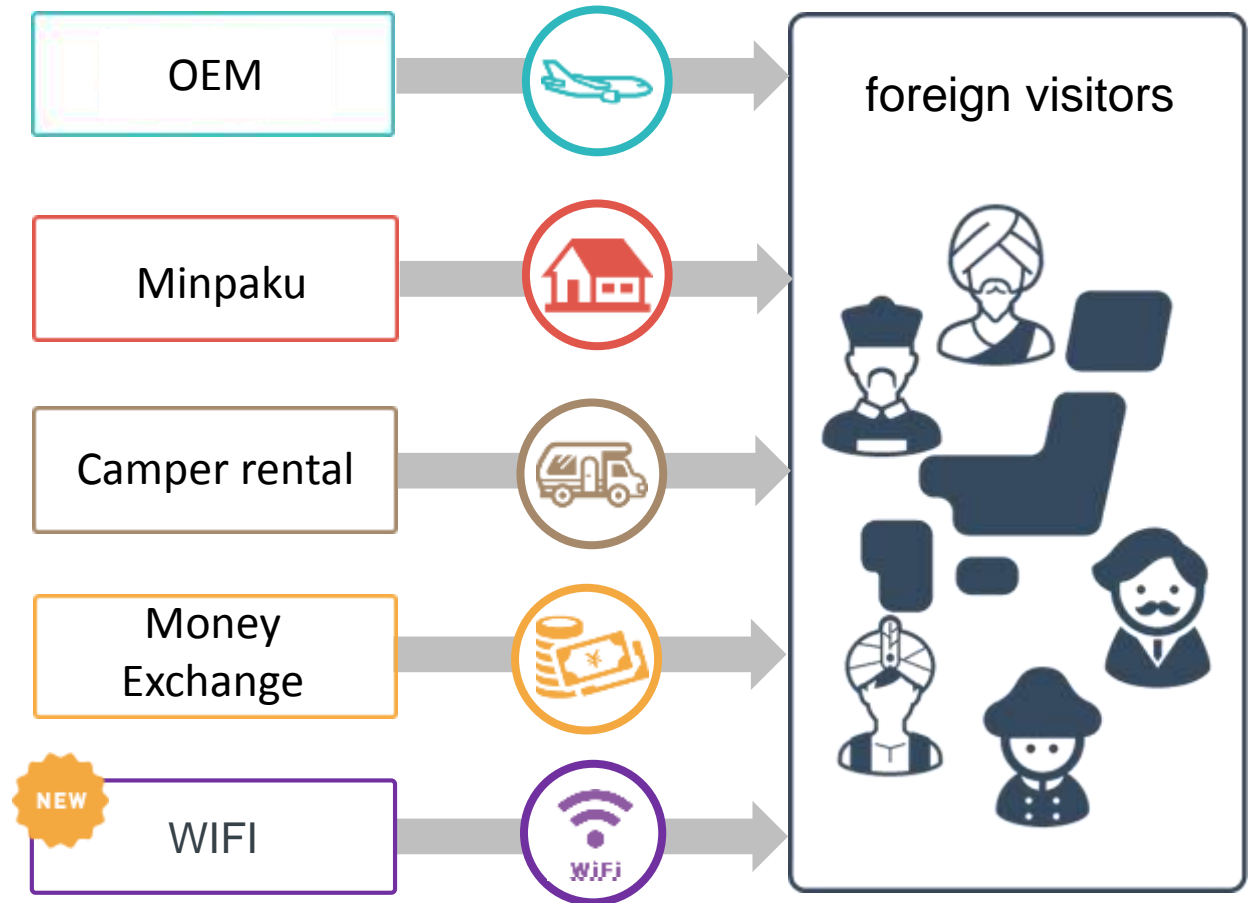 OEM
foreign visitors
Minpaku
Camper rental
¥
Money
Exchange
NEW
WIFI
WiFi